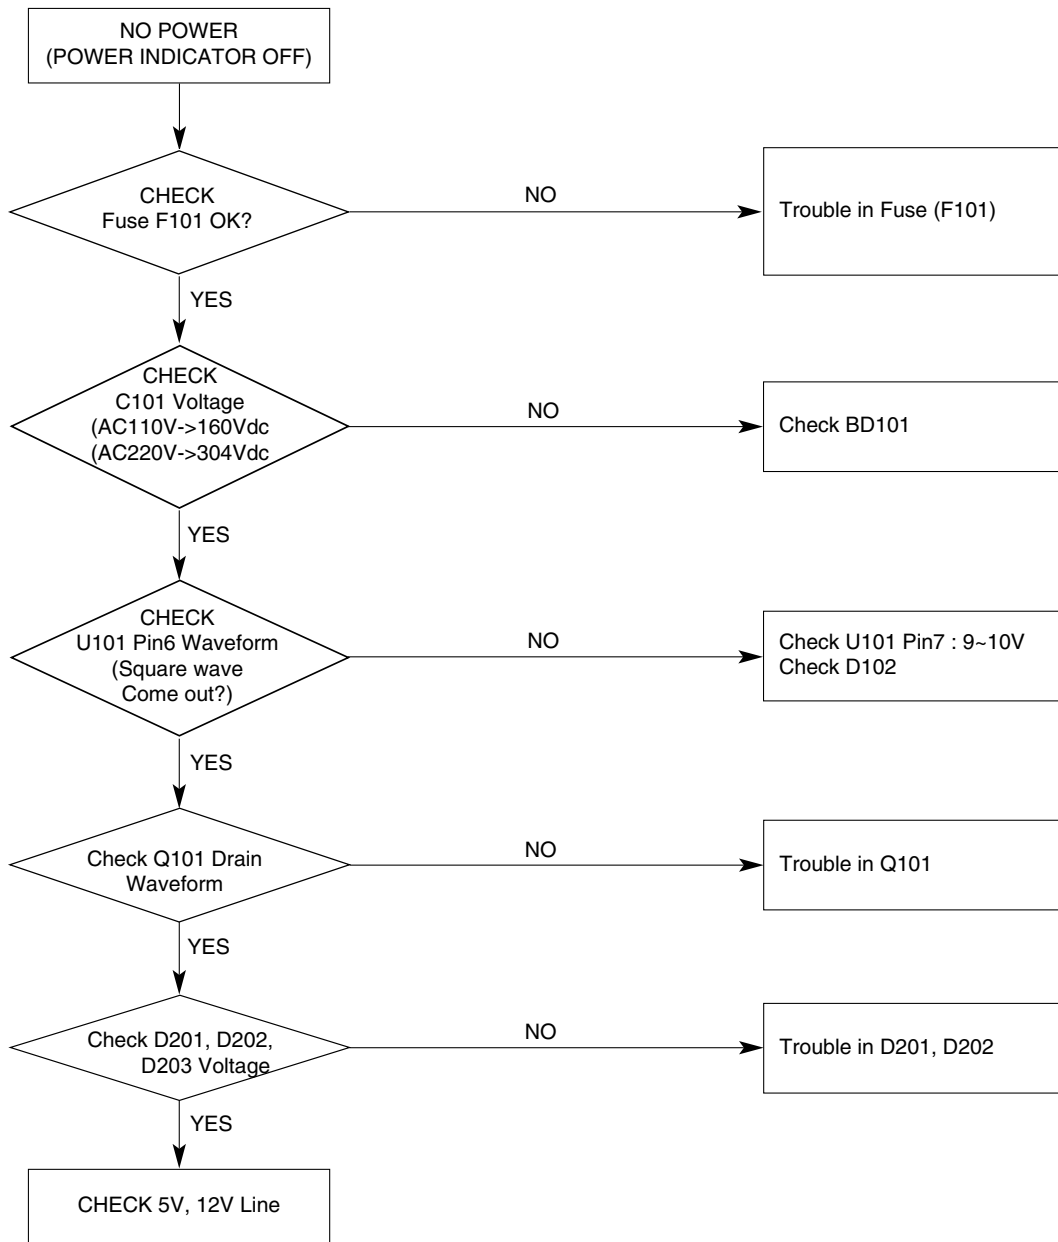 NO POWER
(POWER INDICATOR OFF)
CHECK
Fuse F101 OK?
NO
Trouble in Fuse (F101)
YES
CHECK
C101 Voltage
(AC110V->160Vdc
(AC220V->304Vdc
NO
Check BD101
YES
CHECK
U101 Pin6 Waveform
(Square wave
Come out?)
NO
Check U101 Pin7 : 9~10V
Check D102
YES
Check Q101 Drain
Waveform
NO
Trouble in Q101
YES
Check D201, D202,
D203 Voltage
NO
Trouble in D201, D202
YES
CHECK 5V, 12V Line